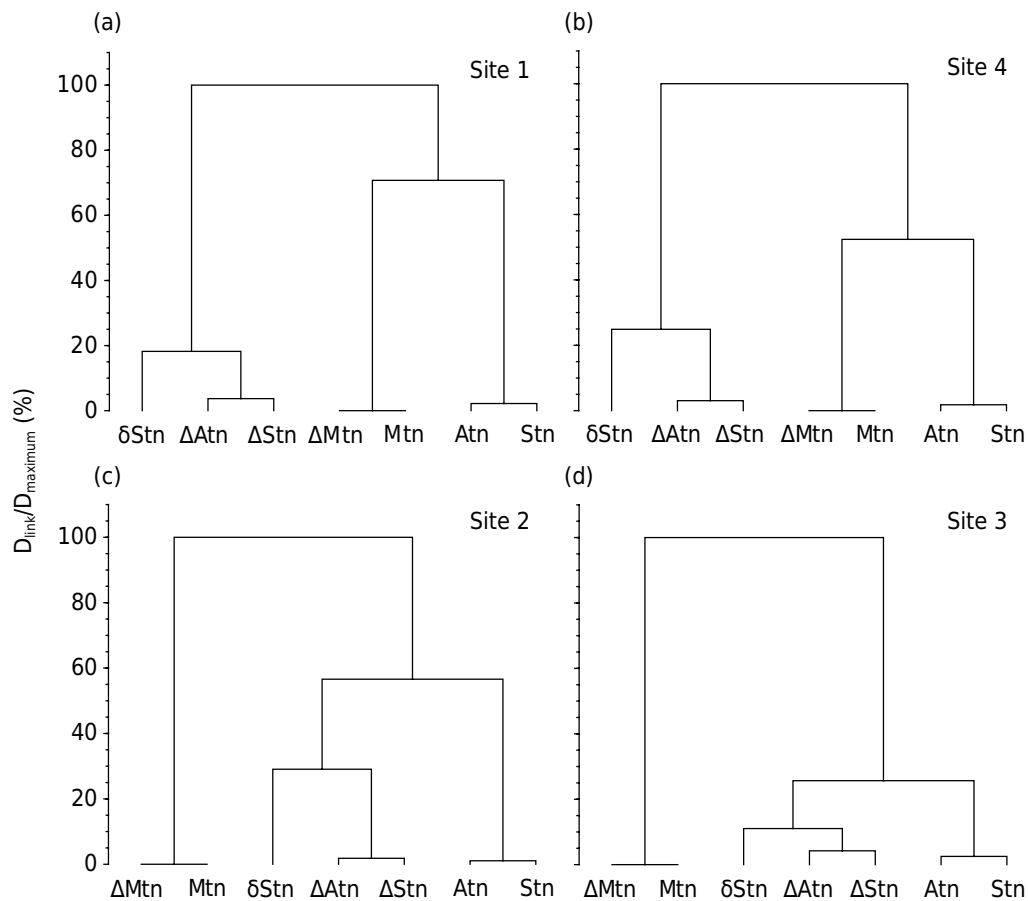 (a)
(b)
Site 1
Site 4
100
80
60
40
20
0
δStn ΔAtn ΔStn ΔMtn Mtn Atn Stn
δStn ΔAtn ΔStn ΔMtn Mtn Atn Stn
D_link/D_maximum (%)
(c)
(d)
Site 2
Site 3
100
80
60
40
20
0
ΔMtn Mtn δStn ΔAtn ΔStn Atn Stn
ΔMtn Mtn δStn ΔAtn ΔStn Atn Stn